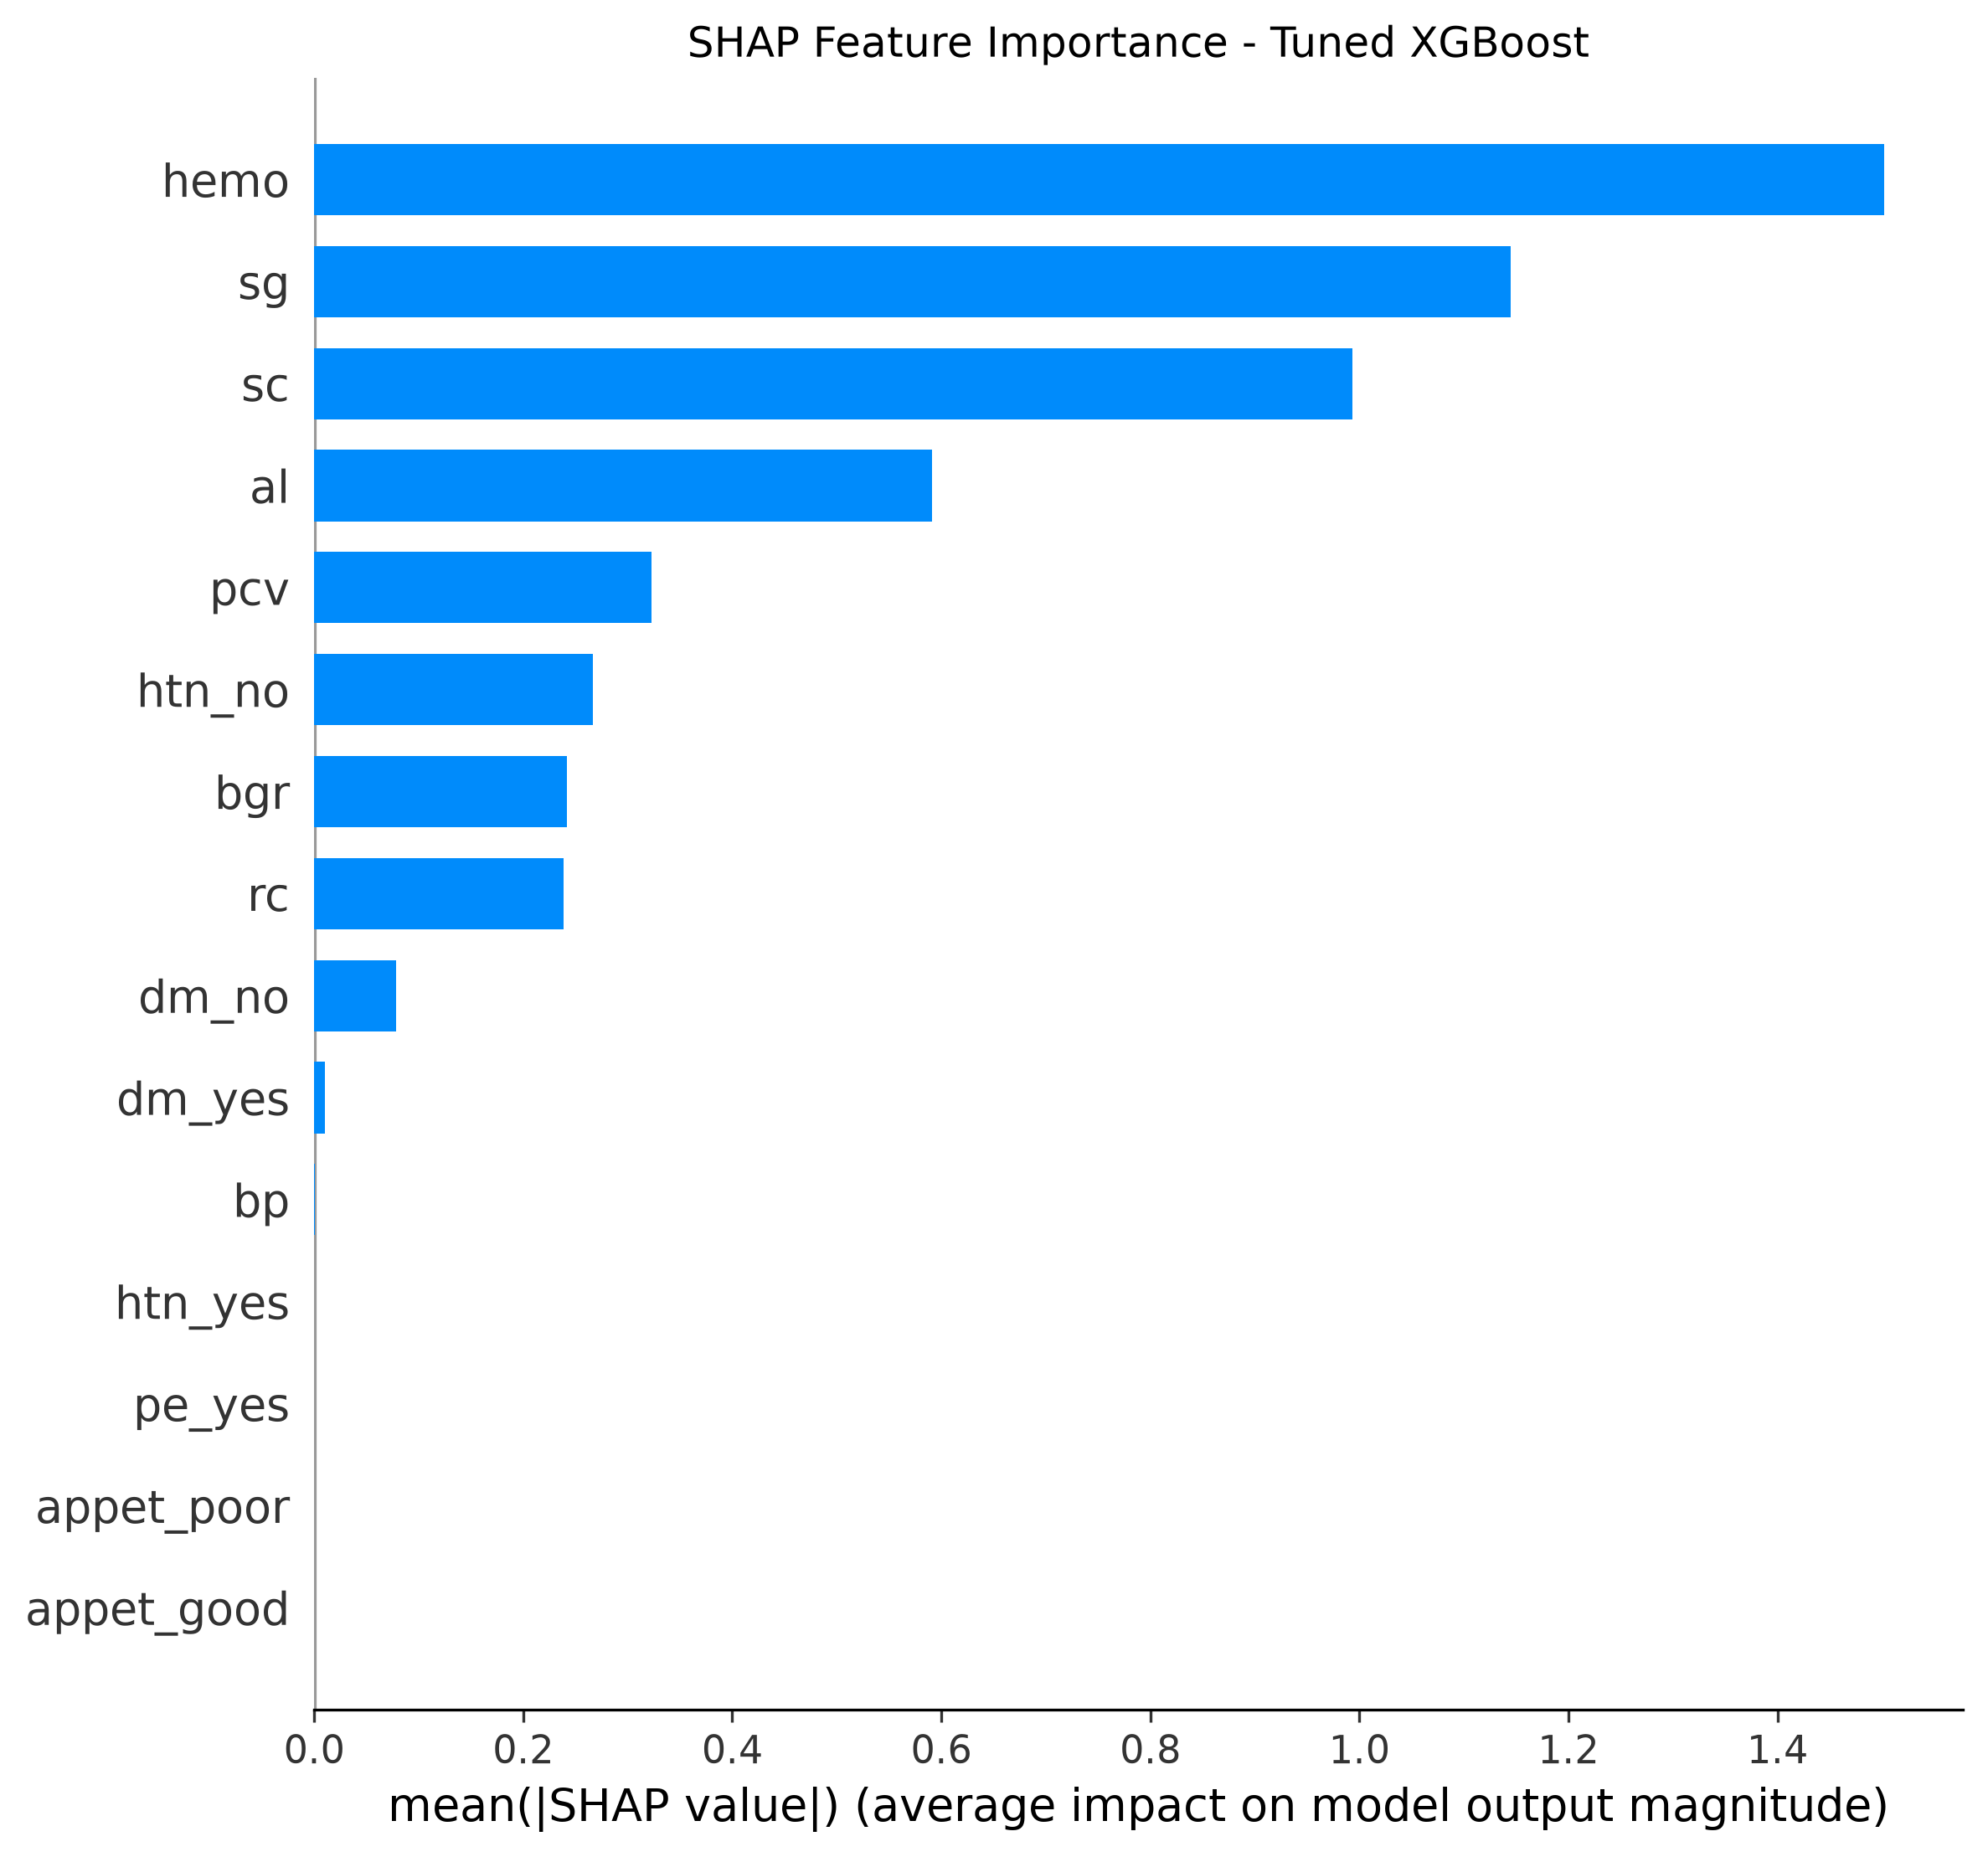 SHAP Feature Importance - Tuned XGBoost
hemo
sg
sc
al
pcv
htn_no
bgr
rc
dm_no
dm_yes
bp
htn_yes
pe_yes
appet_poor
appet_good
0.0 0.2 0.4 0.6 0.8 1.0 1.2 1.4
mean(|SHAP value|) (average impact on model output magnitude)